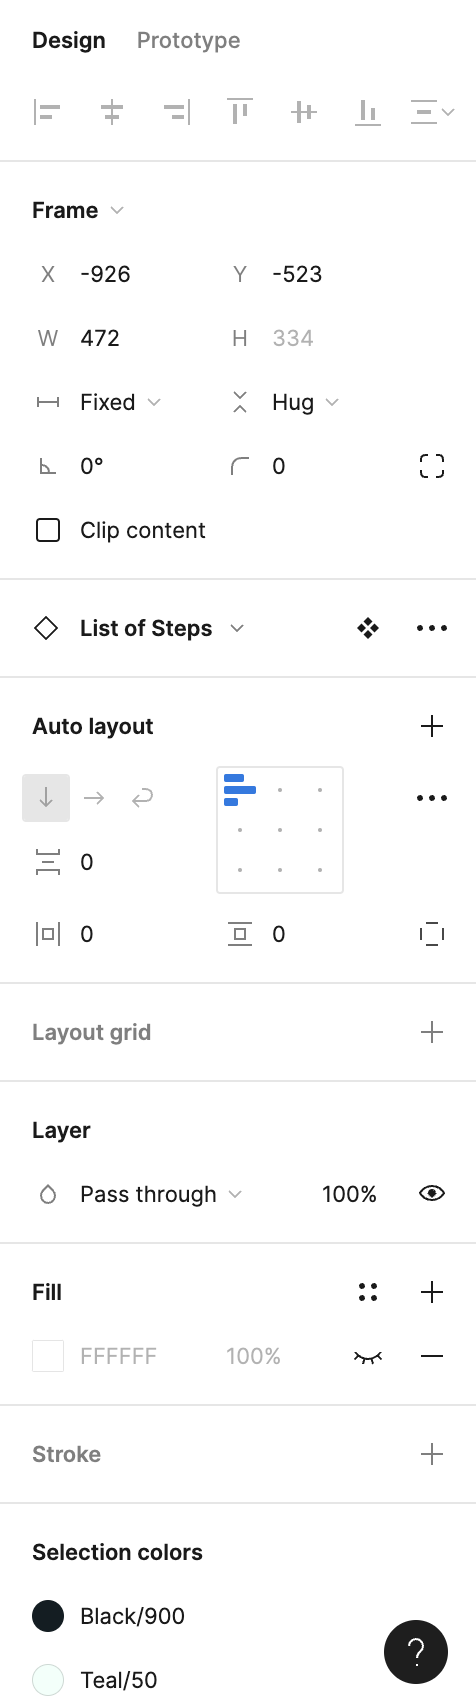 Design Prototype
Frame
X -926 Y -523
W 472 H 334
Fixed Hug
0° 0
Clip content
List of Steps
Auto layout
0
0 0
Layout grid
Layer
Pass through 100%
Fill
FFFFFF 100%
Stroke
Selection colors
Black/900
?
Teal/50